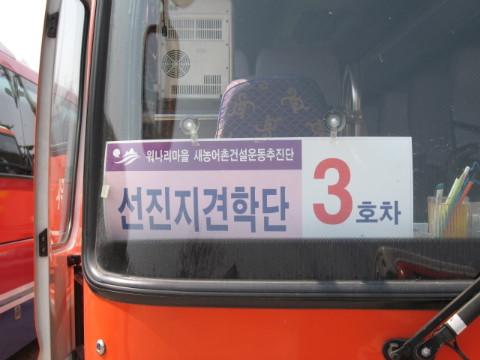 워나리마을 새농어촌건설운동추진단
선진지견학단
3호차